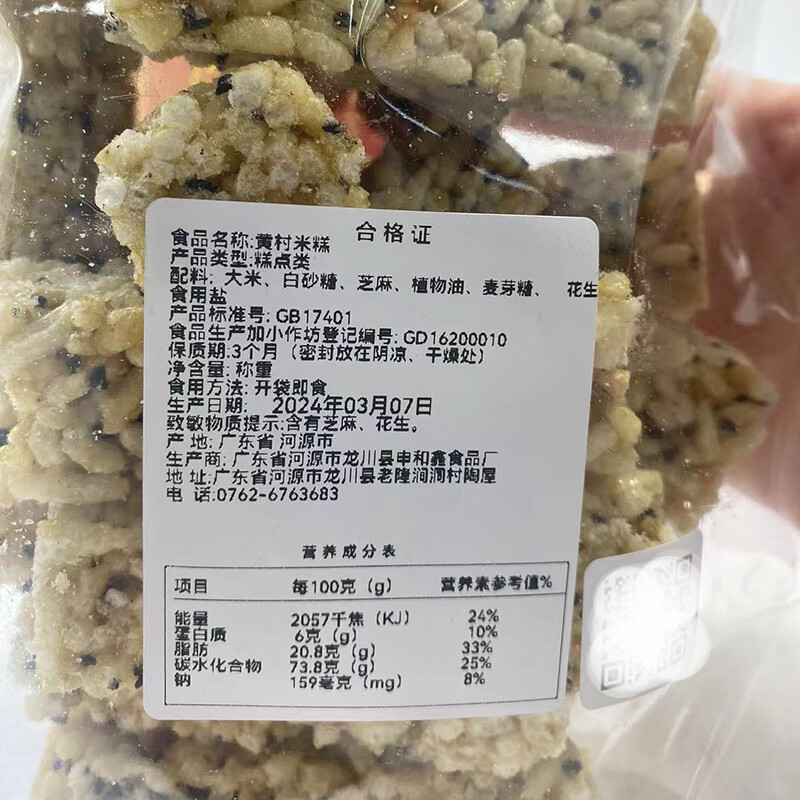 合格证
食品名称:黄村米糕
产品类型:糕点类
配料: 大米、白砂糖、芝麻、植物油、麦芽糖、 花生
食用盐
产品标准号: GB17401
食品生产加小作坊登记编号: GD16200010
保质期:3个月（密封放在阴凉、干燥处）
净含量: 称重
食用方法: 开袋即食
生产日期: 2024年03月07日
致敏物质提示:含有芝麻、花生。
产 地: 广东省河源市
生产商: 广东省河源市龙川县申和鑫食品厂
地 址: 广东省河源市龙川县老隆涧洞村陶屋
电 话:0762-6763683
营养成分表
项目 每100克（g） 营养素参考值%
能量 2057千焦（KJ） 24%
蛋白质 6克（g） 10%
脂肪 20.8克（g） 33%
碳水化合物 73.8克（g） 25%
钠 159毫克（mg） 8%